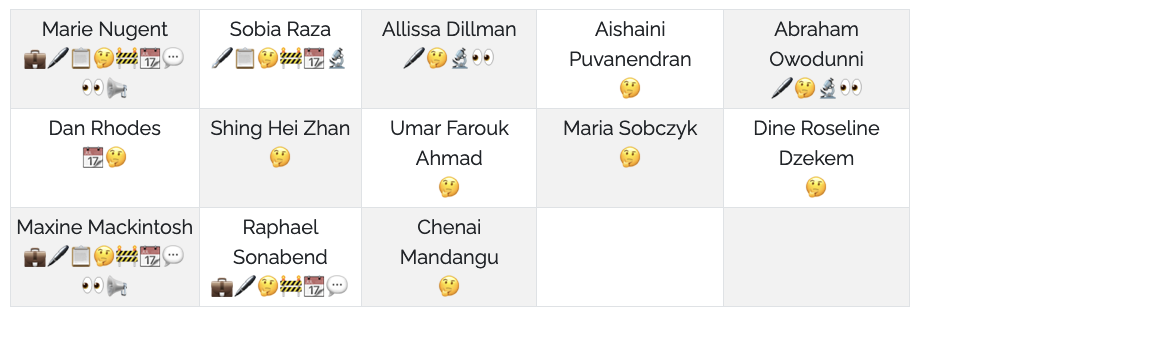 Marie Nugent
💼🖋📋🤔🚧📆💬
👀📢
Sobia Raza
🖋📋🤔🚧📆🔬
Allissa Dillman
🖋🤔🔬👀
Aishaini
Puvanendran
🤔
Abraham
Owodunni
🖋🤔🔬👀
Dan Rhodes
📆🤔
Shing Hei Zhan
🤔
Umar Farouk
Ahmad
🤔
Maria Sobczyk
🤔
Dine Roseline
Dzekem
🤔
Maxine Mackintosh
💼🖋📋🤔🚧📆💬
👀📢
Raphael
Sonabend
💼🖋🤔🚧📆💬
Chenai
Mandangu
🤔